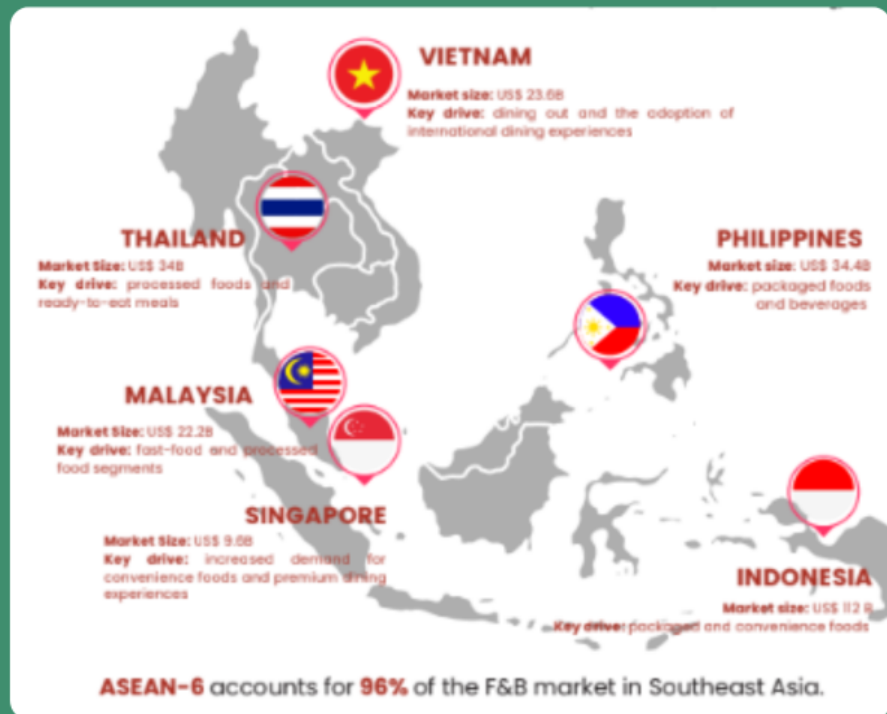 VIETNAM
Market size: US$ 23.6B
Key drive: dining out and the adoption of
international dining experiences
THAILAND
Market Size: US$ 34B
Key drive: processed foods and
ready-to-eat meals
PHILIPPINES
Market size: US$ 34.4B
Key drive: packaged foods
and beverages
MALAYSIA
Market Size: US$ 22.2B
Key drive: fast-food and processed
food segments
SINGAPORE
Market Size: US$ 9.6B
Key drive: increased demand for
convenience foods and premium dining
experiences
INDONESIA
Market size: US$ 112 B
Key drive: packaged and convenience foods
ASEAN-6 accounts for 96% of the F&B market in Southeast Asia.